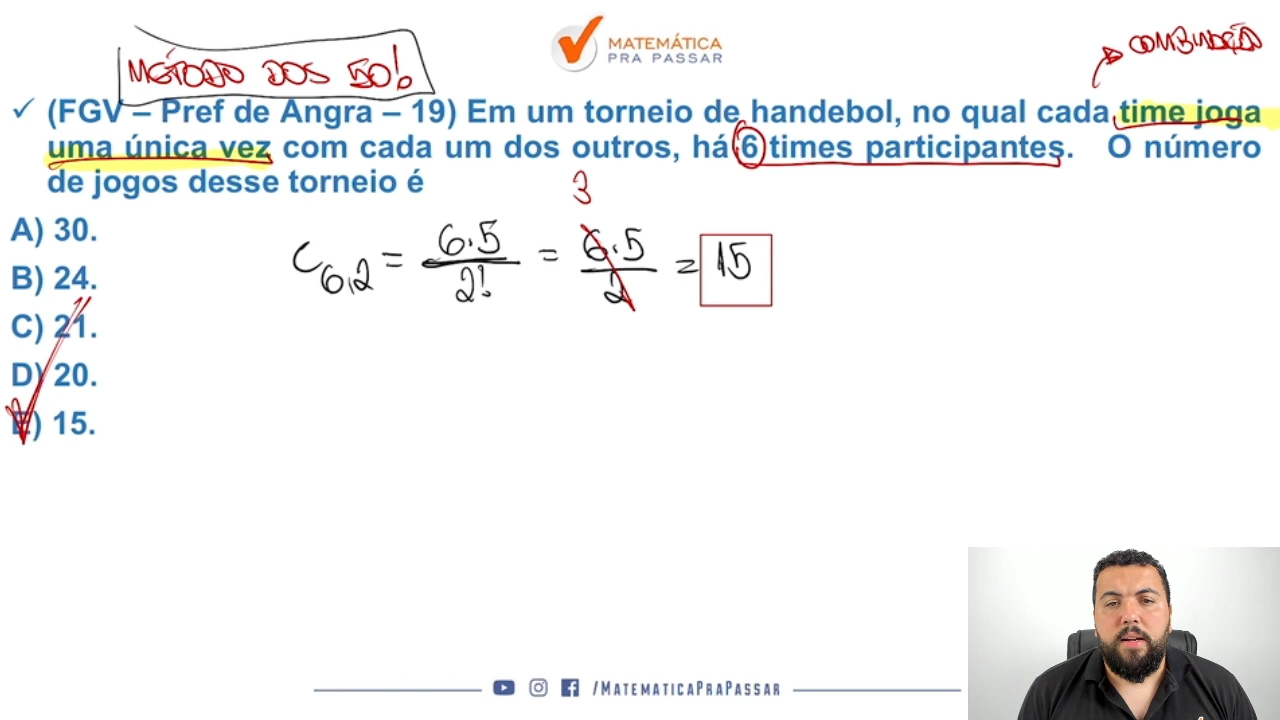 MÉTODO DOS 50!
MATEMÁTICA
PRA PASSAR
COMBINAÇÃO
✓ (FGV – Pref de Angra – 19) Em um torneio de handebol, no qual cada time joga
uma única vez com cada um dos outros, há 6 times participantes. O número
de jogos desse torneio é
3
A) 30.
B) 24.
C) 21.
D) 20.
E) 15.
C6,2 = 6.5/2! = 6.5/2 = 15
/MATEMATICAPRAPASSAR